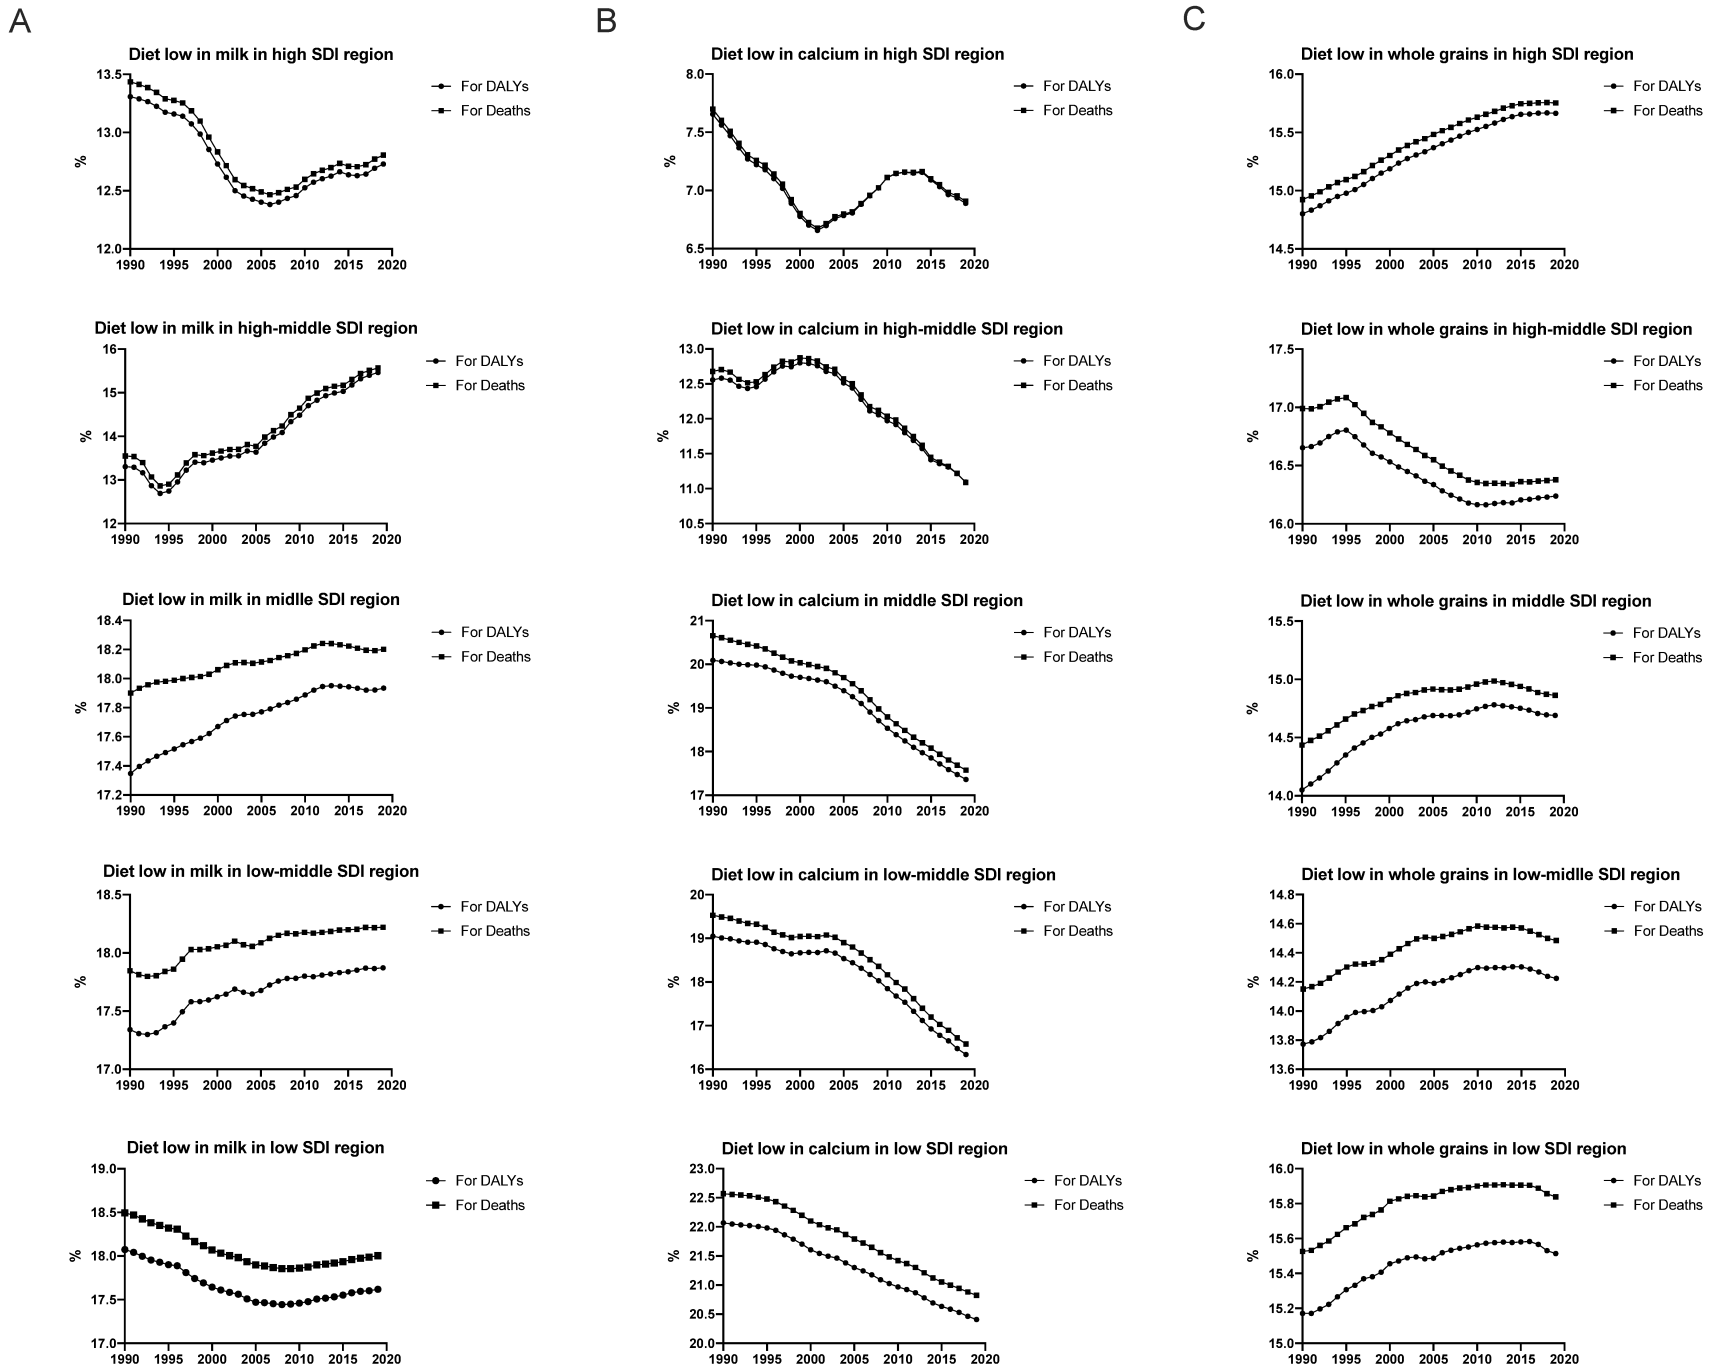 A
B
C
Diet low in milk in high SDI region
13.5
13.0
12.5
12.0
%
1990 1995 2000 2005 2010 2015 2020
For DALYs
For Deaths
Diet low in calcium in high SDI region
8.0
7.5
7.0
6.5
%
1990 1995 2000 2005 2010 2015 2020
For DALYs
For Deaths
Diet low in whole grains in high SDI region
16.0
15.5
15.0
14.5
%
1990 1995 2000 2005 2010 2015 2020
For DALYs
For Deaths
Diet low in milk in high-middle SDI region
16
15
14
13
12
%
1990 1995 2000 2005 2010 2015 2020
For DALYs
For Deaths
Diet low in calcium in high-middle SDI region
13.0
12.5
12.0
11.5
11.0
10.5
%
1990 1995 2000 2005 2010 2015 2020
For DALYs
For Deaths
Diet low in whole grains in high-middle SDI region
17.5
17.0
16.5
16.0
%
1990 1995 2000 2005 2010 2015 2020
For DALYs
For Deaths
Diet low in milk in midlle SDI region
18.4
18.2
18.0
17.8
17.6
17.4
17.2
%
1990 1995 2000 2005 2010 2015 2020
For DALYs
For Deaths
Diet low in calcium in middle SDI region
21
20
19
18
17
%
1990 1995 2000 2005 2010 2015 2020
For DALYs
For Deaths
Diet low in whole grains in middle SDI region
15.5
15.0
14.5
14.0
%
1990 1995 2000 2005 2010 2015 2020
For DALYs
For Deaths
Diet low in milk in low-middle SDI region
18.5
18.0
17.5
17.0
%
1990 1995 2000 2005 2010 2015 2020
For DALYs
For Deaths
Diet low in calcium in low-middle SDI region
20
19
18
17
16
%
1990 1995 2000 2005 2010 2015 2020
For DALYs
For Deaths
Diet low in whole grains in low-midlle SDI region
14.8
14.6
14.4
14.2
14.0
13.8
13.6
%
1990 1995 2000 2005 2010 2015 2020
For DALYs
For Deaths
Diet low in milk in low SDI region
19.0
18.5
18.0
17.5
17.0
%
1990 1995 2000 2005 2010 2015 2020
For DALYs
For Deaths
Diet low in calcium in low SDI region
23.0
22.5
22.0
21.5
21.0
20.5
20.0
%
1990 1995 2000 2005 2010 2015 2020
For DALYs
For Deaths
Diet low in whole grains in low SDI region
16.0
15.8
15.6
15.4
15.2
15.0
%
1990 1995 2000 2005 2010 2015 2020
For DALYs
For Deaths